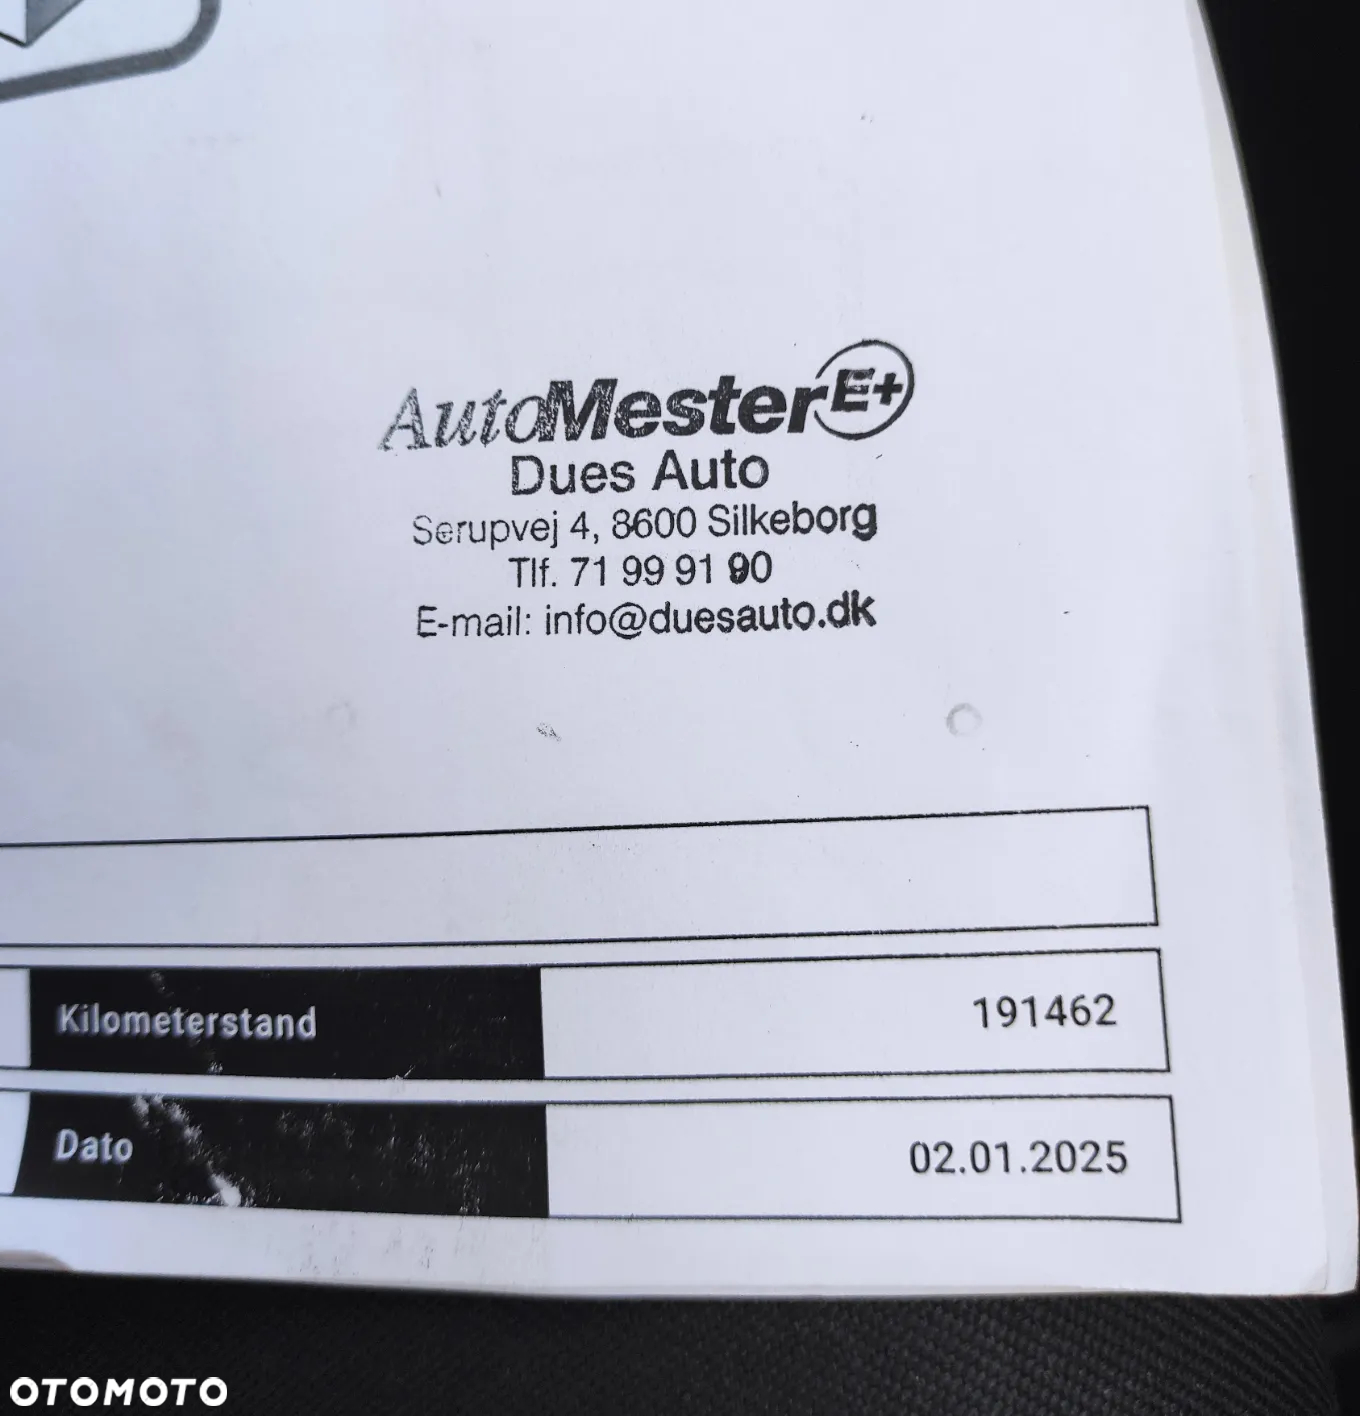 AutoMester E+
Dues Auto
Serupvej 4, 8600 Silkeborg
Tlf. 71 99 91 90
E-mail: info@duesauto.dk
Kilometerstand 191462
Dato 02.01.2025
OTOMOTO